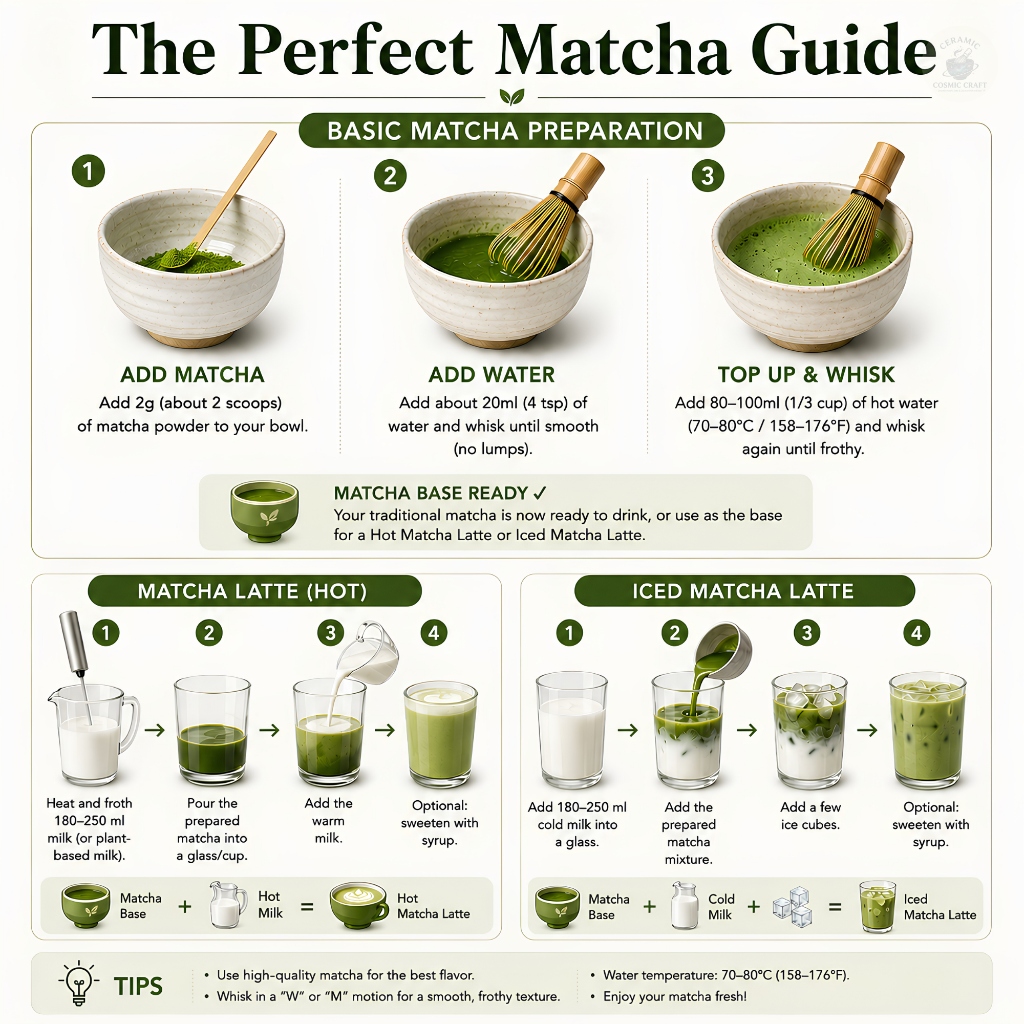 The Perfect Matcha Guide
CERAMIC
COSMIC CRAFT
BASIC MATCHA PREPARATION
1
ADD MATCHA
Add 2g (about 2 scoops)
of matcha powder to your bowl.
2
ADD WATER
Add about 20ml (4 tsp) of
water and whisk until smooth
(no lumps).
3
TOP UP & WHISK
Add 80–100ml (1/3 cup) of hot water
(70–80°C / 158–176°F) and whisk
again until frothy.
MATCHA BASE READY ✓
Your traditional matcha is now ready to drink, or use as the base
for a Hot Matcha Latte or Iced Matcha Latte.
MATCHA LATTE (HOT)
1
Heat and froth
180–250 ml
milk (or plant-
based milk).
2
Pour the
prepared
matcha into
a glass/cup.
3
Add the
warm
milk.
4
Optional:
sweeten with
syrup.
Matcha
Base
+
Hot
Milk
=
Hot
Matcha Latte
ICED MATCHA LATTE
1
Add 180–250 ml
cold milk into
a glass.
2
Add the
prepared
matcha
mixture.
3
Add a few
ice cubes.
4
Optional:
sweeten with
syrup.
Matcha
Base
+
Cold
Milk
+
=
Iced
Matcha Latte
TIPS
• Use high-quality matcha for the best flavor.
• Whisk in a "W" or "M" motion for a smooth, frothy texture.
• Water temperature: 70–80°C (158–176°F).
• Enjoy your matcha fresh!